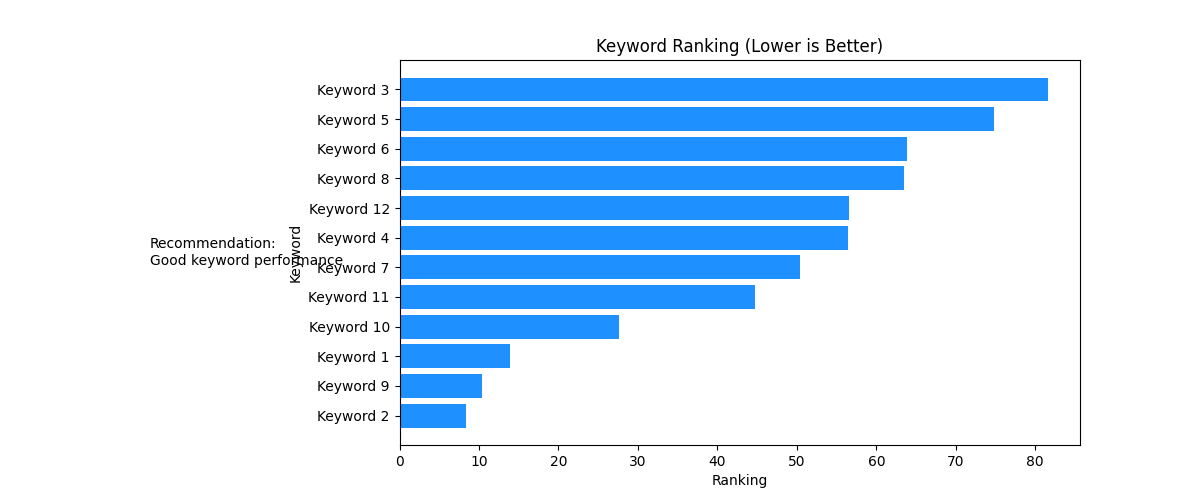 Keyword Ranking (Lower is Better)
Keyword 3
Keyword 5
Keyword 6
Keyword 8
Keyword 12
Keyword 4
Keyword 7
Keyword 11
Keyword 10
Keyword 1
Keyword 9
Keyword 2
Keyword
Recommendation:
Good keyword performance
0 10 20 30 40 50 60 70 80
Ranking